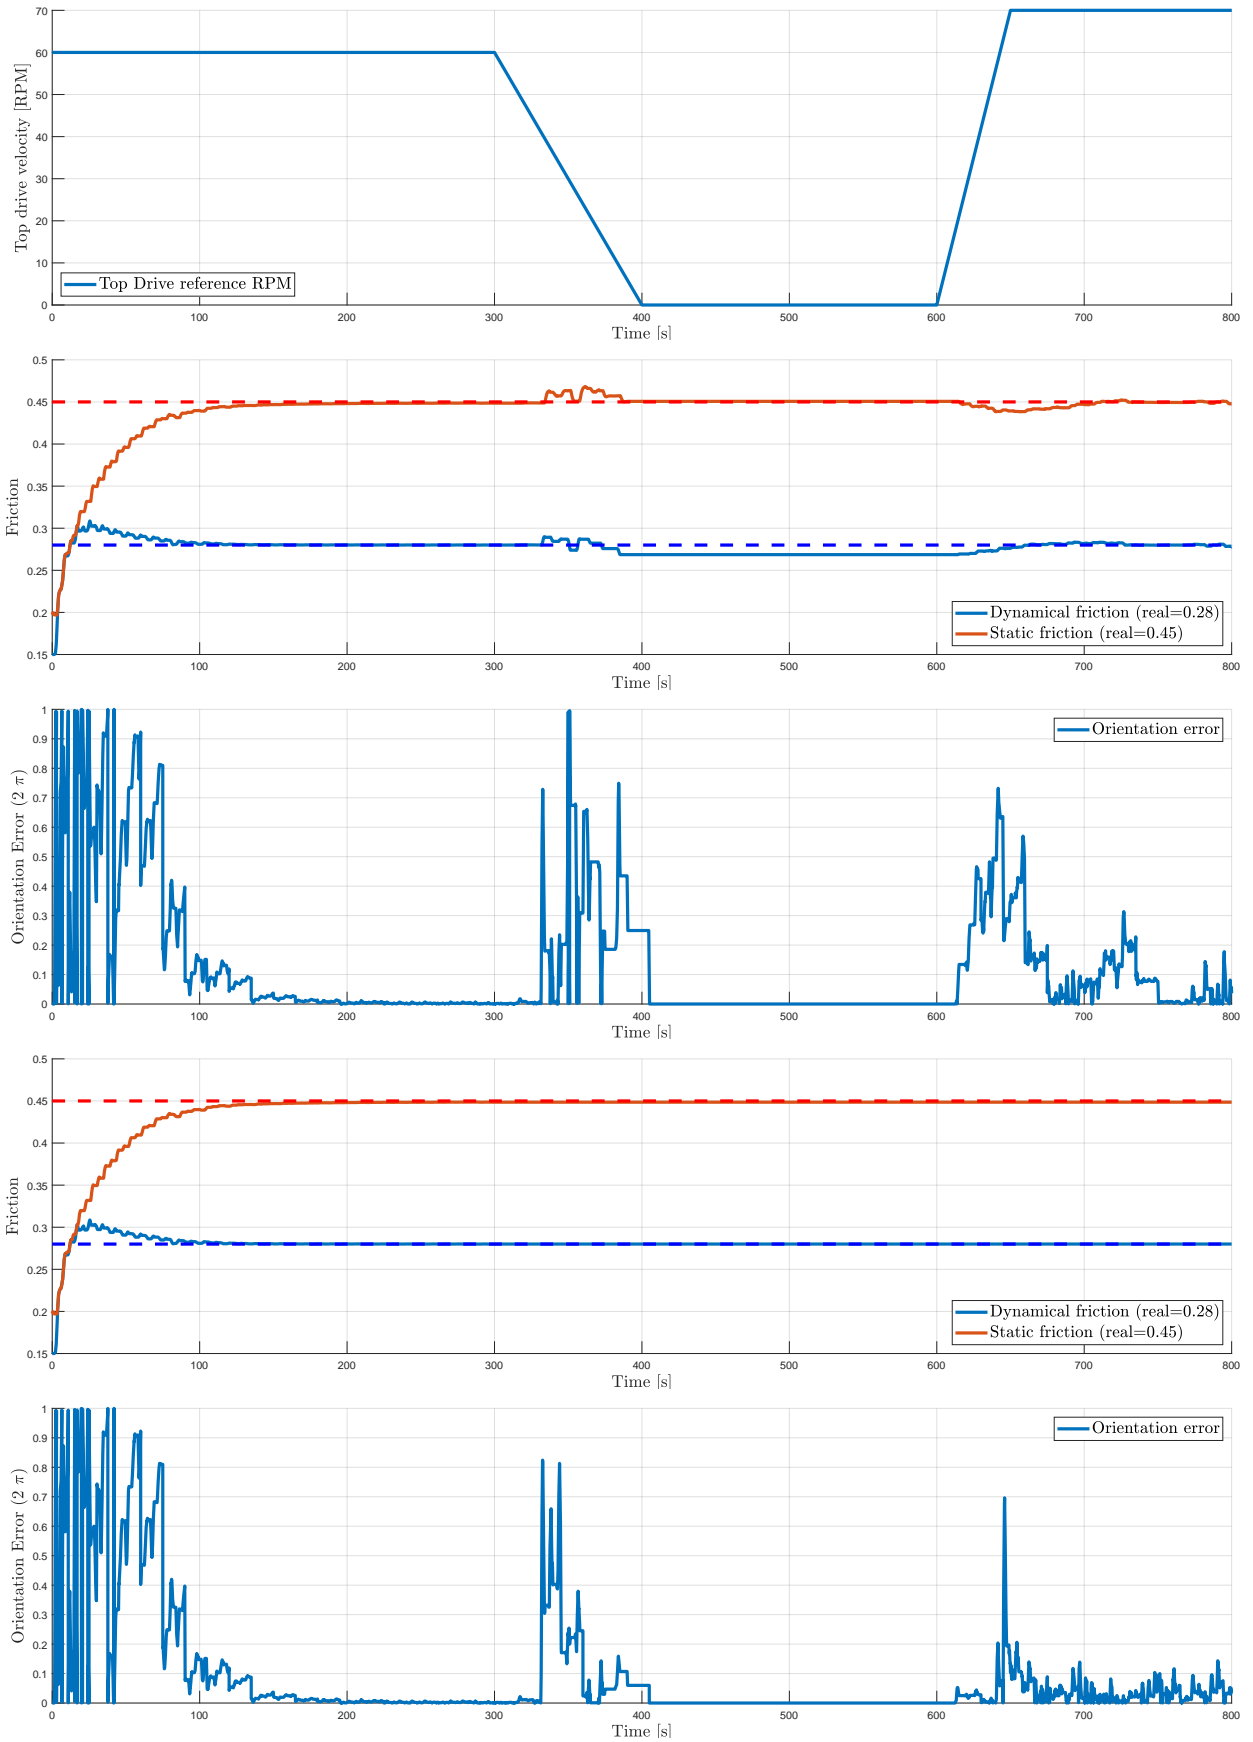 70
60
50
40
30
20
10
0
Top drive velocity [RPM]
Top Drive reference RPM
0 100 200 300 400 500 600 700 800
Time [s]
0.5
0.45
0.4
0.35
0.3
0.25
0.2
0.15
Friction
Dynamical friction (real=0.28)
Static friction (real=0.45)
0 100 200 300 400 500 600 700 800
Time [s]
1
0.9
0.8
0.7
0.6
0.5
0.4
0.3
0.2
0.1
0
Orientation Error (2 π)
Orientation error
0 100 200 300 400 500 600 700 800
Time [s]
0.5
0.45
0.4
0.35
0.3
0.25
0.2
0.15
Friction
Dynamical friction (real=0.28)
Static friction (real=0.45)
0 100 200 300 400 500 600 700 800
Time [s]
1
0.9
0.8
0.7
0.6
0.5
0.4
0.3
0.2
0.1
0
Orientation Error (2 π)
Orientation error
0 100 200 300 400 500 600 700 800
Time [s]